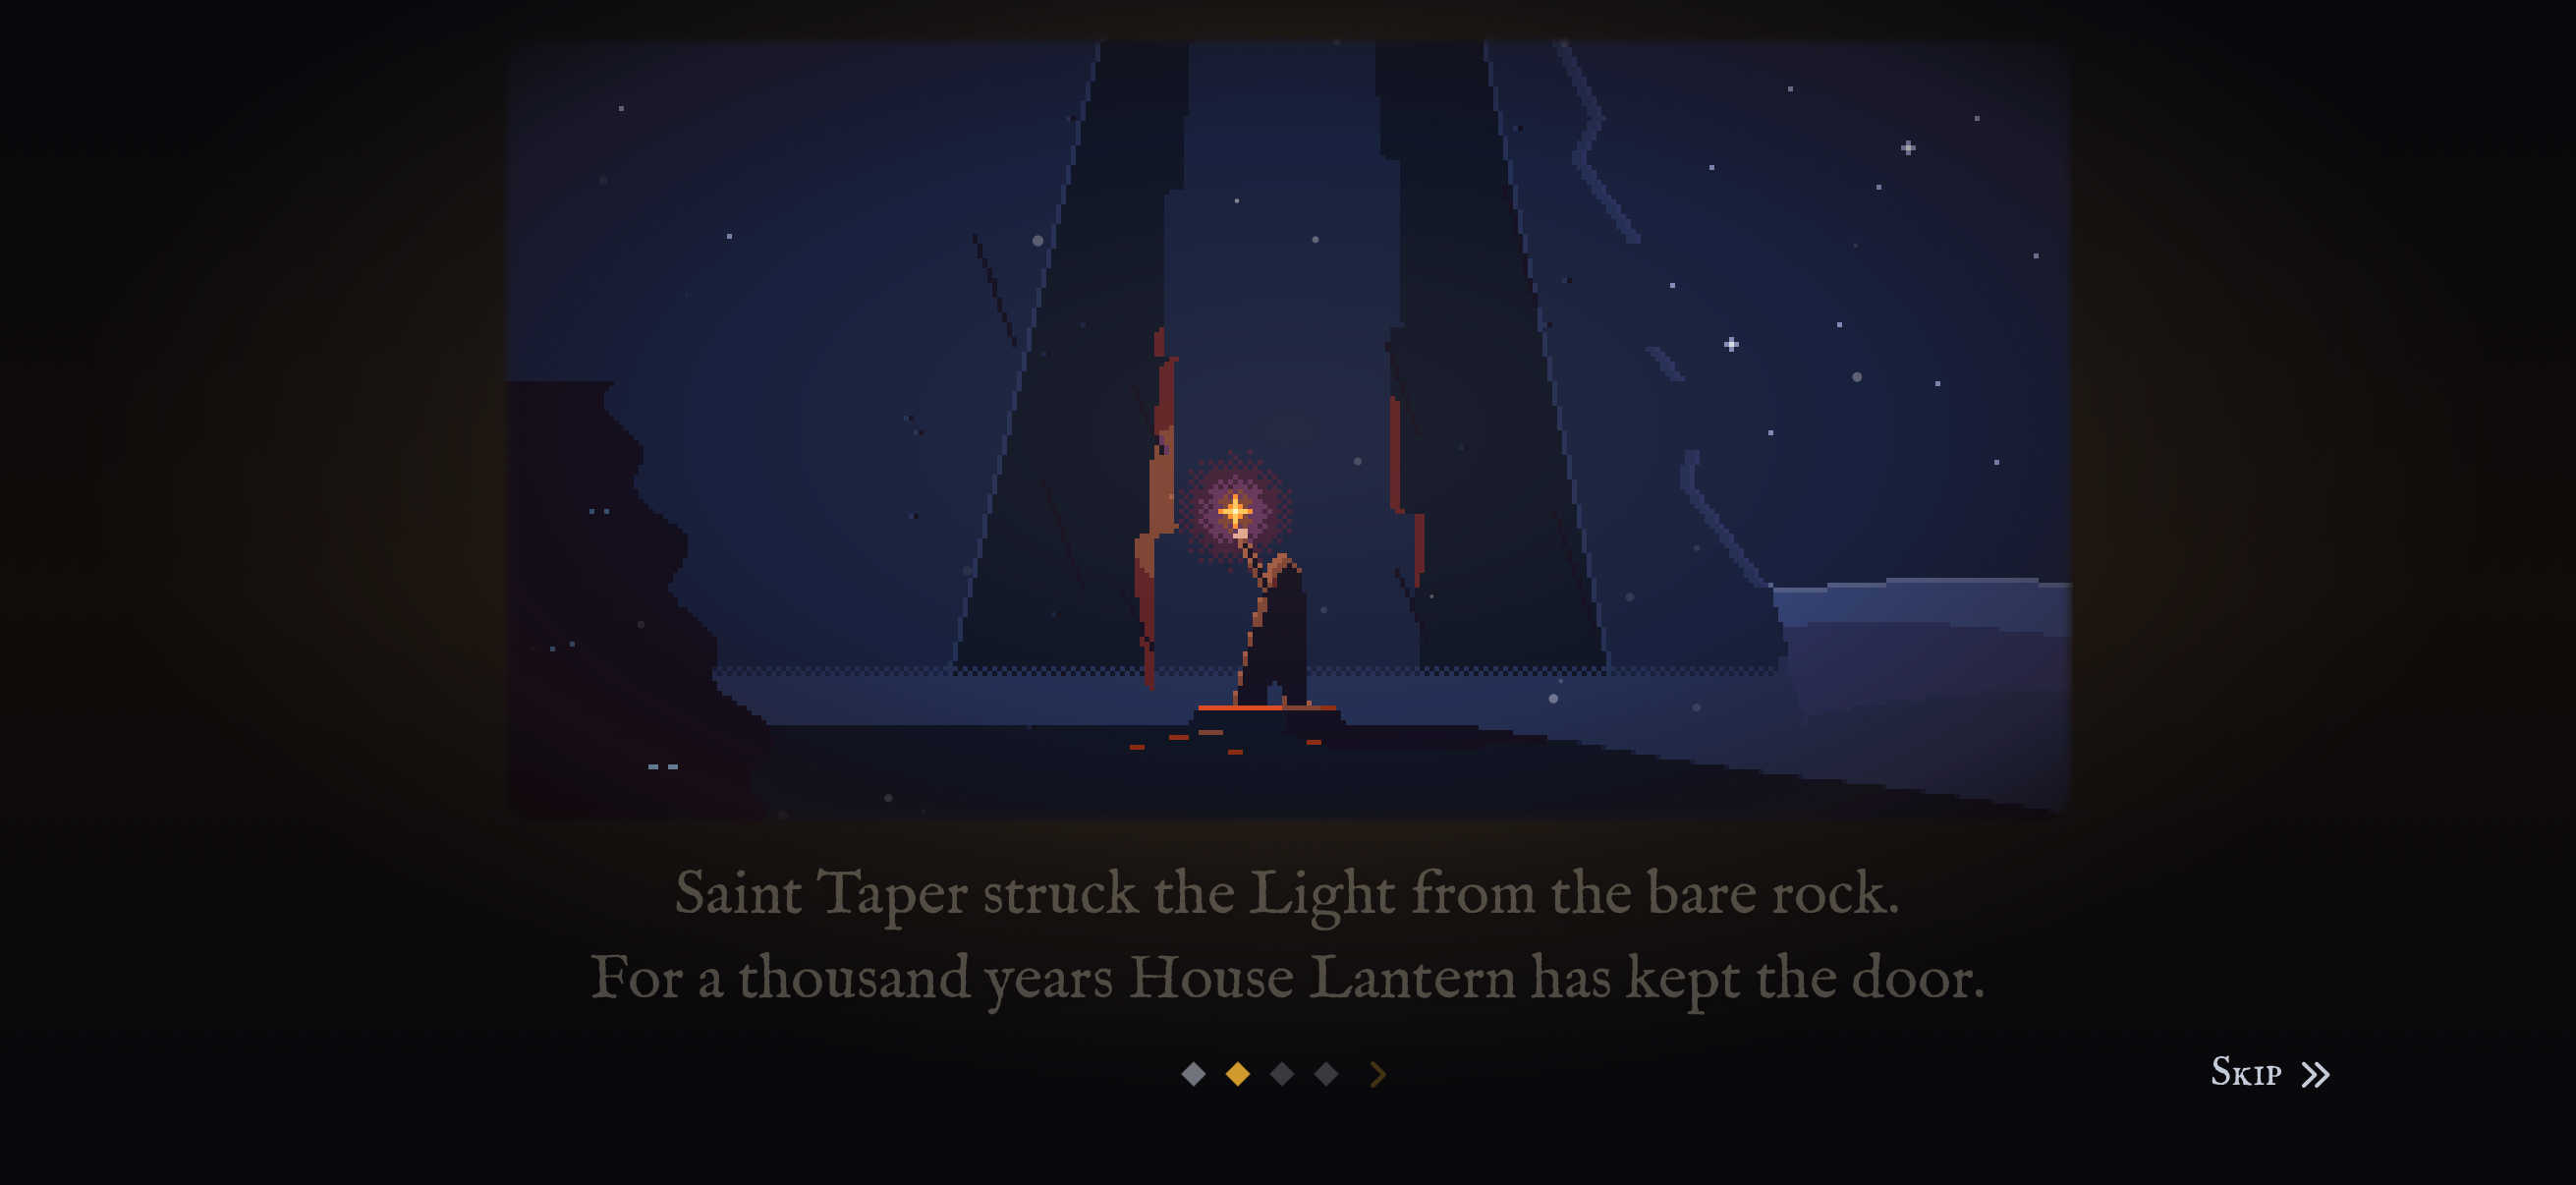 Saint Taper struck the Light from the bare rock.
For a thousand years House Lantern has kept the door.
Skip